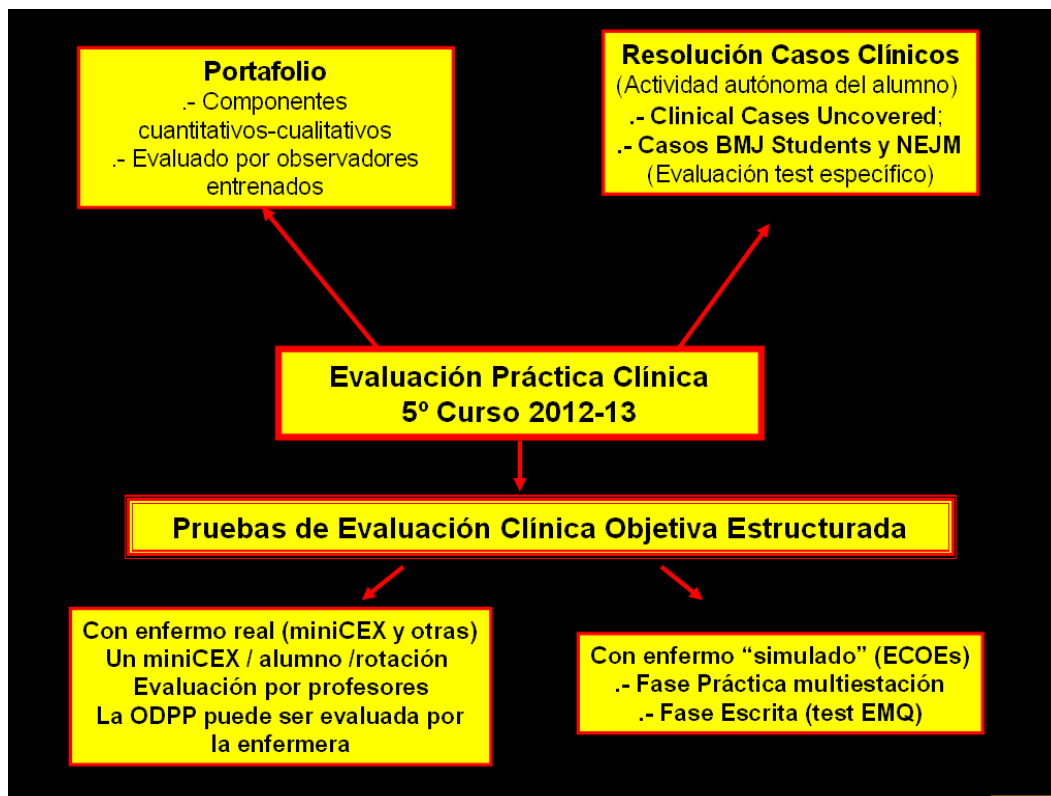 Portafolio
.- Componentes
cuantitativos-cualitativos
.- Evaluado por observadores
entrenados
Resolución Casos Clínicos
(Actividad autónoma del alumno)
.- Clinical Cases Uncovered;
.- Casos BMJ Students y NEJM
(Evaluación test específico)
Evaluación Práctica Clínica
5º Curso 2012-13
Pruebas de Evaluación Clínica Objetiva Estructurada
Con enfermo real (miniCEX y otras)
Un miniCEX / alumno /rotación
Evaluación por profesores
La ODPP puede ser evaluada por
la enfermera
Con enfermo “simulado” (ECOEs)
.- Fase Práctica multiestación
.- Fase Escrita (test EMQ)